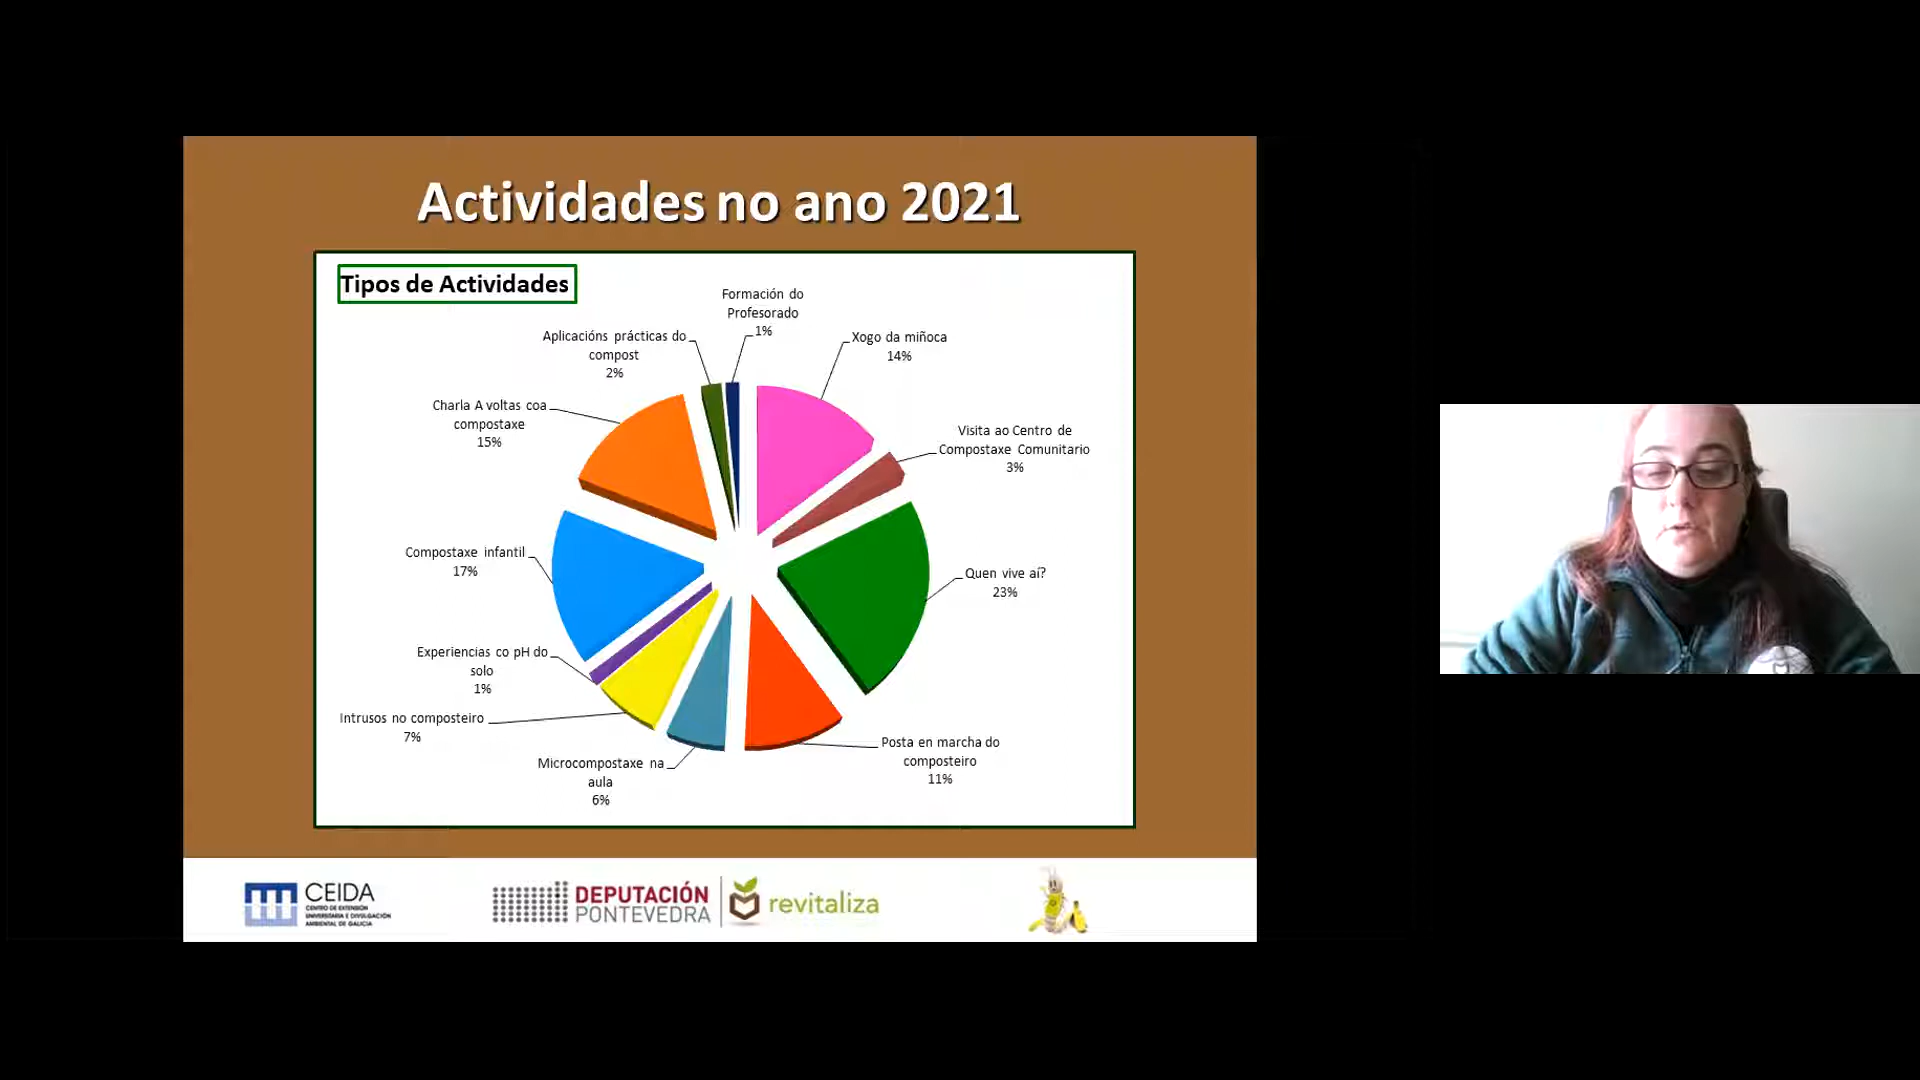 Actividades no ano 2021
Tipos de Actividades
Formación do
Profesorado
1%
Xogo da miñoca
14%
Visita ao Centro de
Compostaxe Comunitario
3%
Quen vive aí?
23%
Posta en marcha do
composteiro
11%
Microcompostaxe na
aula
6%
Intrusos no composteiro
7%
Experiencias co pH do
solo
1%
Compostaxe infantil
17%
Charla A voltas coa
compostaxe
15%
Aplicacións prácticas do
compost
2%
CEIDA
CENTRO DE EXTENSIÓN
UNIVERSITARIA E DIVULGACIÓN
AMBIENTAL DE GALICIA
DEPUTACIÓN
PONTEVEDRA
revitaliza